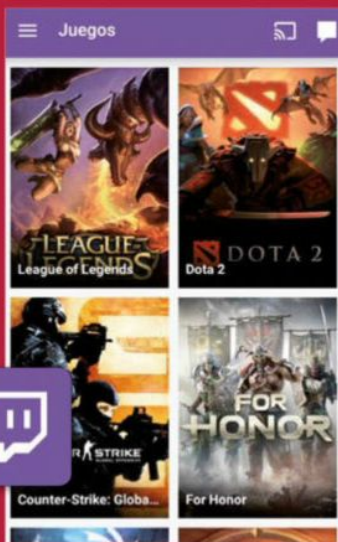 Juegos
LEAGUE
LEGENDS
League of Legends
DOTA 2
Dota 2
R STRIKE
Counter-Strike: Globa...
FOR
HONOR
For Honor